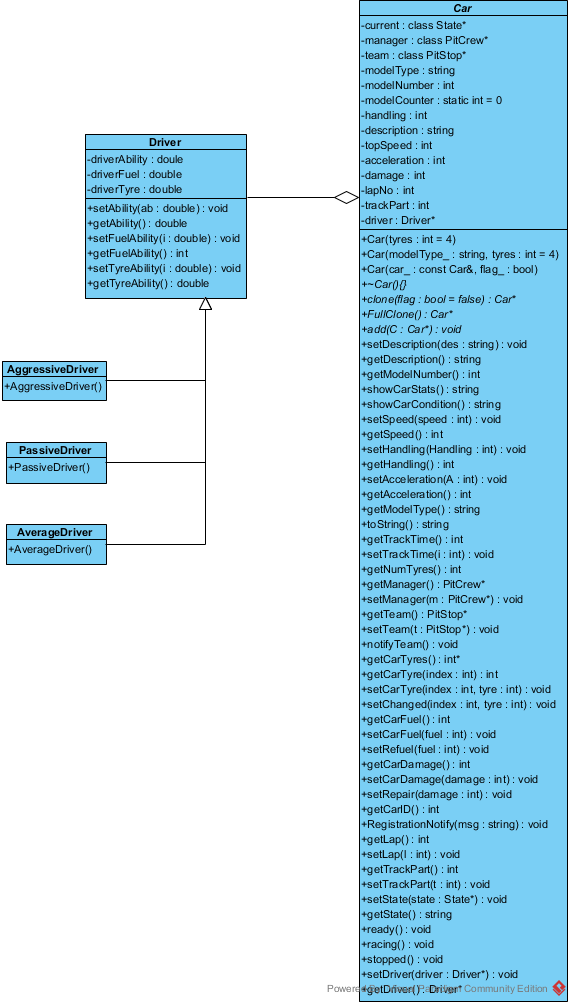 Car
-current : class State*
-manager : class PitCrew*
-team : class PitStop*
-modelType : string
-modelNumber : int
-modelCounter : static int = 0
-handling : int
-description : string
-topSpeed : int
-acceleration : int
-damage : int
-lapNo : int
-trackPart : int
-driver : Driver*
+Car(tyres : int = 4)
+Car(modelType_ : string, tyres : int = 4)
+Car(car_ : const Car&, flag_ : bool)
+~Car(){}
+clone(flag : bool = false) : Car*
+FullClone() : Car*
+add(C : Car*) : void
+setDescription(des : string) : void
+getDescription() : string
+getModelNumber() : int
+showCarStats() : string
+showCarCondition() : string
+setSpeed(speed : int) : void
+getSpeed() : int
+setHandling(Handling : int) : void
+getHandling() : int
+setAcceleration(A : int) : void
+getAcceleration() : int
+getModelType() : string
+toString() : string
+getTrackTime() : int
+setTrackTime(i : int) : void
+getNumTyres() : int
+getManager() : PitCrew*
+setManager(m : PitCrew*) : void
+getTeam() : PitStop*
+setTeam(t : PitStop*) : void
+notifyTeam() : void
+getCarTyres() : int*
+getCarTyre(index : int) : int
+setCarTyre(index : int, tyre : int) : void
+setChanged(index : int, tyre : int) : void
+getCarFuel() : int
+setCarFuel(fuel : int) : void
+setRefuel(fuel : int) : void
+getCarDamage() : int
+setCarDamage(damage : int) : void
+setRepair(damage : int) : void
+getCarID() : int
+RegistrationNotify(msg : string) : void
+getLap() : int
+setLap(l : int) : void
+getTrackPart() : int
+setTrackPart(t : int) : void
+setState(state : State*) : void
+getState() : string
+ready() : void
+racing() : void
+stopped() : void
+setDriver(driver : Driver*) : void
+getDriver() : Driver*
Driver
-driverAbility : doule
-driverFuel : double
-driverTyre : double
+setAbility(ab : double) : void
+getAbility() : double
+setFuelAbility(i : double) : void
+getFuelAbility() : int
+setTyreAbility(i : double) : void
+getTyreAbility() : double
AggressiveDriver
+AggressiveDriver()
PassiveDriver
+PassiveDriver()
AverageDriver
+AverageDriver()
Powered Community Edition